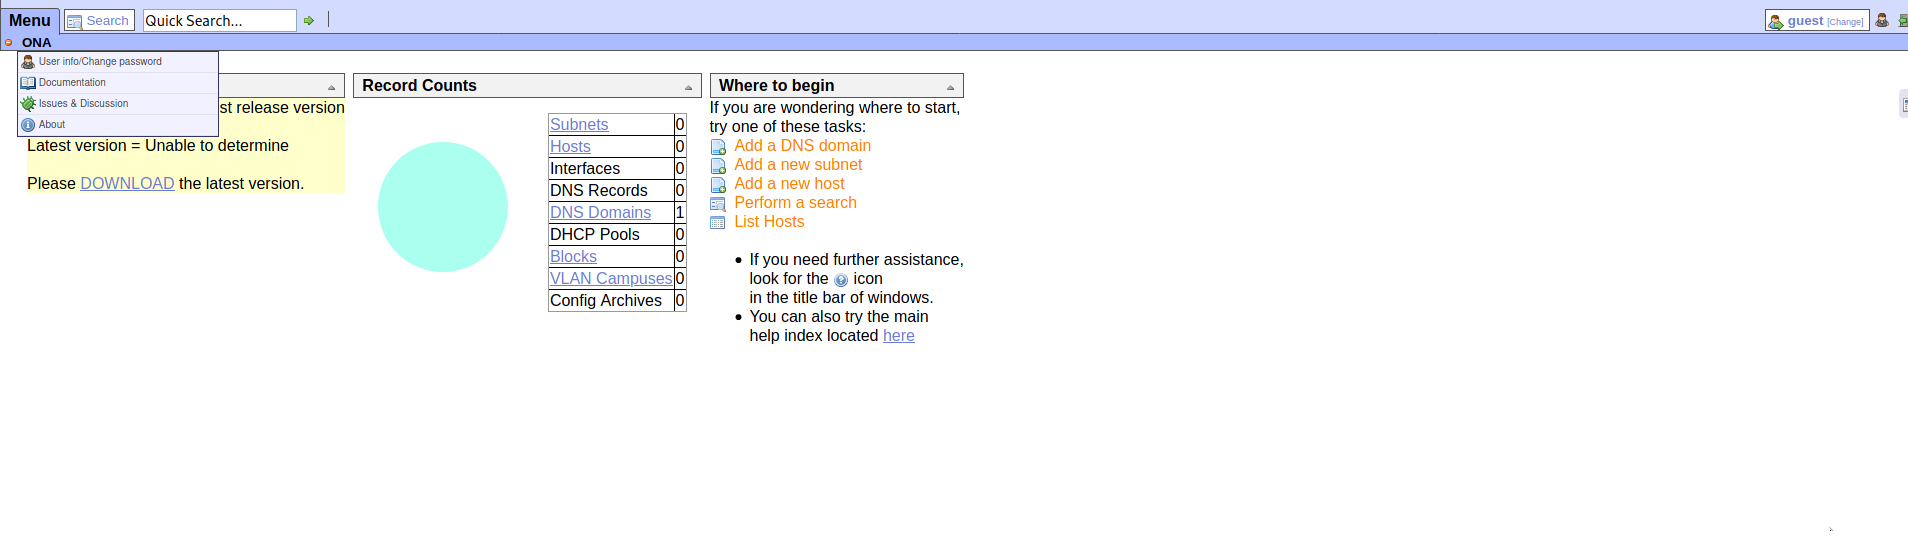 Menu
Search
Quick Search...
guest [Change]
ONA
User info/Change password
Documentation
Issues & Discussion
About
st release version
Latest version = Unable to determine
Please DOWNLOAD the latest version.
Record Counts
Subnets 0
Hosts 0
Interfaces 0
DNS Records 0
DNS Domains 1
DHCP Pools 0
Blocks 0
VLAN Campuses 0
Config Archives 0
Where to begin
If you are wondering where to start,
try one of these tasks:
Add a DNS domain
Add a new subnet
Add a new host
Perform a search
List Hosts
If you need further assistance,
look for the icon
in the title bar of windows.
You can also try the main
help index located here